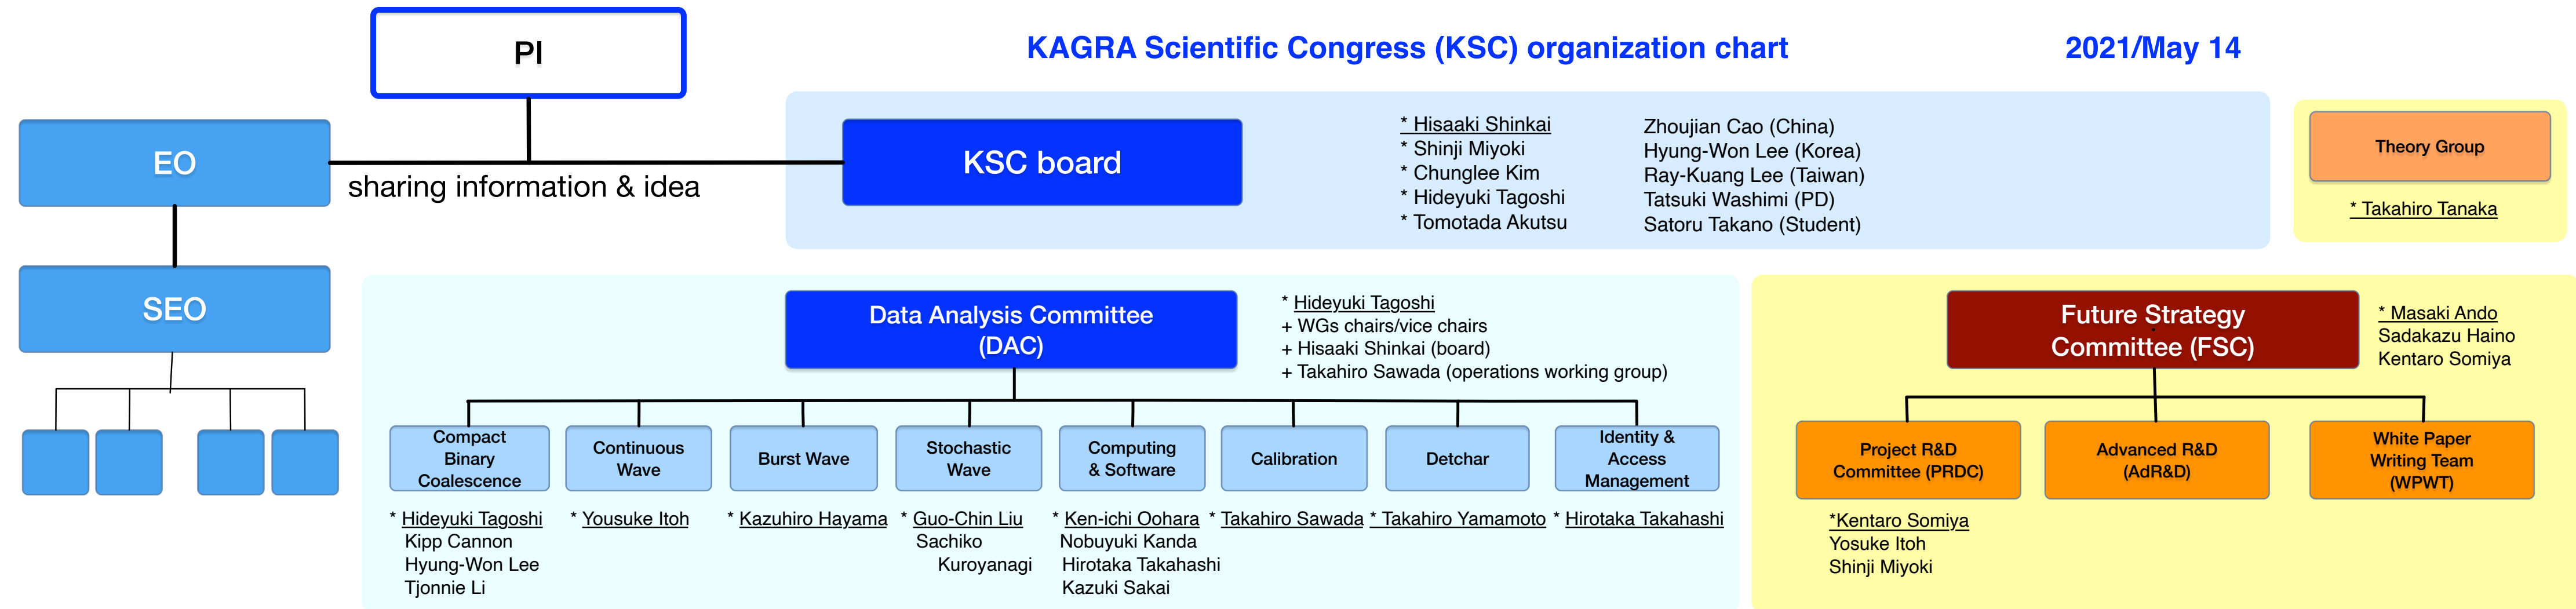 PI
KAGRA Scientific Congress (KSC) organization chart
2021/May 14
EO
sharing information & idea
KSC board
* Hisaaki Shinkai
* Shinji Miyoki
* Chunglee Kim
* Hideyuki Tagoshi
* Tomotada Akutsu
Zhoujian Cao (China)
Hyung-Won Lee (Korea)
Ray-Kuang Lee (Taiwan)
Tatsuki Washimi (PD)
Satoru Takano (Student)
Theory Group
* Takahiro Tanaka
SEO
Data Analysis Committee
(DAC)
* Hideyuki Tagoshi
+ WGs chairs/vice chairs
+ Hisaaki Shinkai (board)
+ Takahiro Sawada (operations working group)
Compact
Binary
Coalescence
* Hideyuki Tagoshi
Kipp Cannon
Hyung-Won Lee
Tjonnie Li
Continuous
Wave
* Yousuke Itoh
Burst Wave
* Kazuhiro Hayama
Stochastic
Wave
* Guo-Chin Liu
Sachiko
Kuroyanagi
Computing
& Software
* Ken-ichi Oohara
Nobuyuki Kanda
Hirotaka Takahashi
Kazuki Sakai
Calibration
* Takahiro Sawada
Detchar
* Takahiro Yamamoto
Identity &
Access
Management
* Hirotaka Takahashi
Future Strategy
Committee (FSC)
* Masaki Ando
Sadakazu Haino
Kentaro Somiya
Project R&D
Committee (PRDC)
*Kentaro Somiya
Yosuke Itoh
Shinji Miyoki
Advanced R&D
(AdR&D)
White Paper
Writing Team
(WPWT)